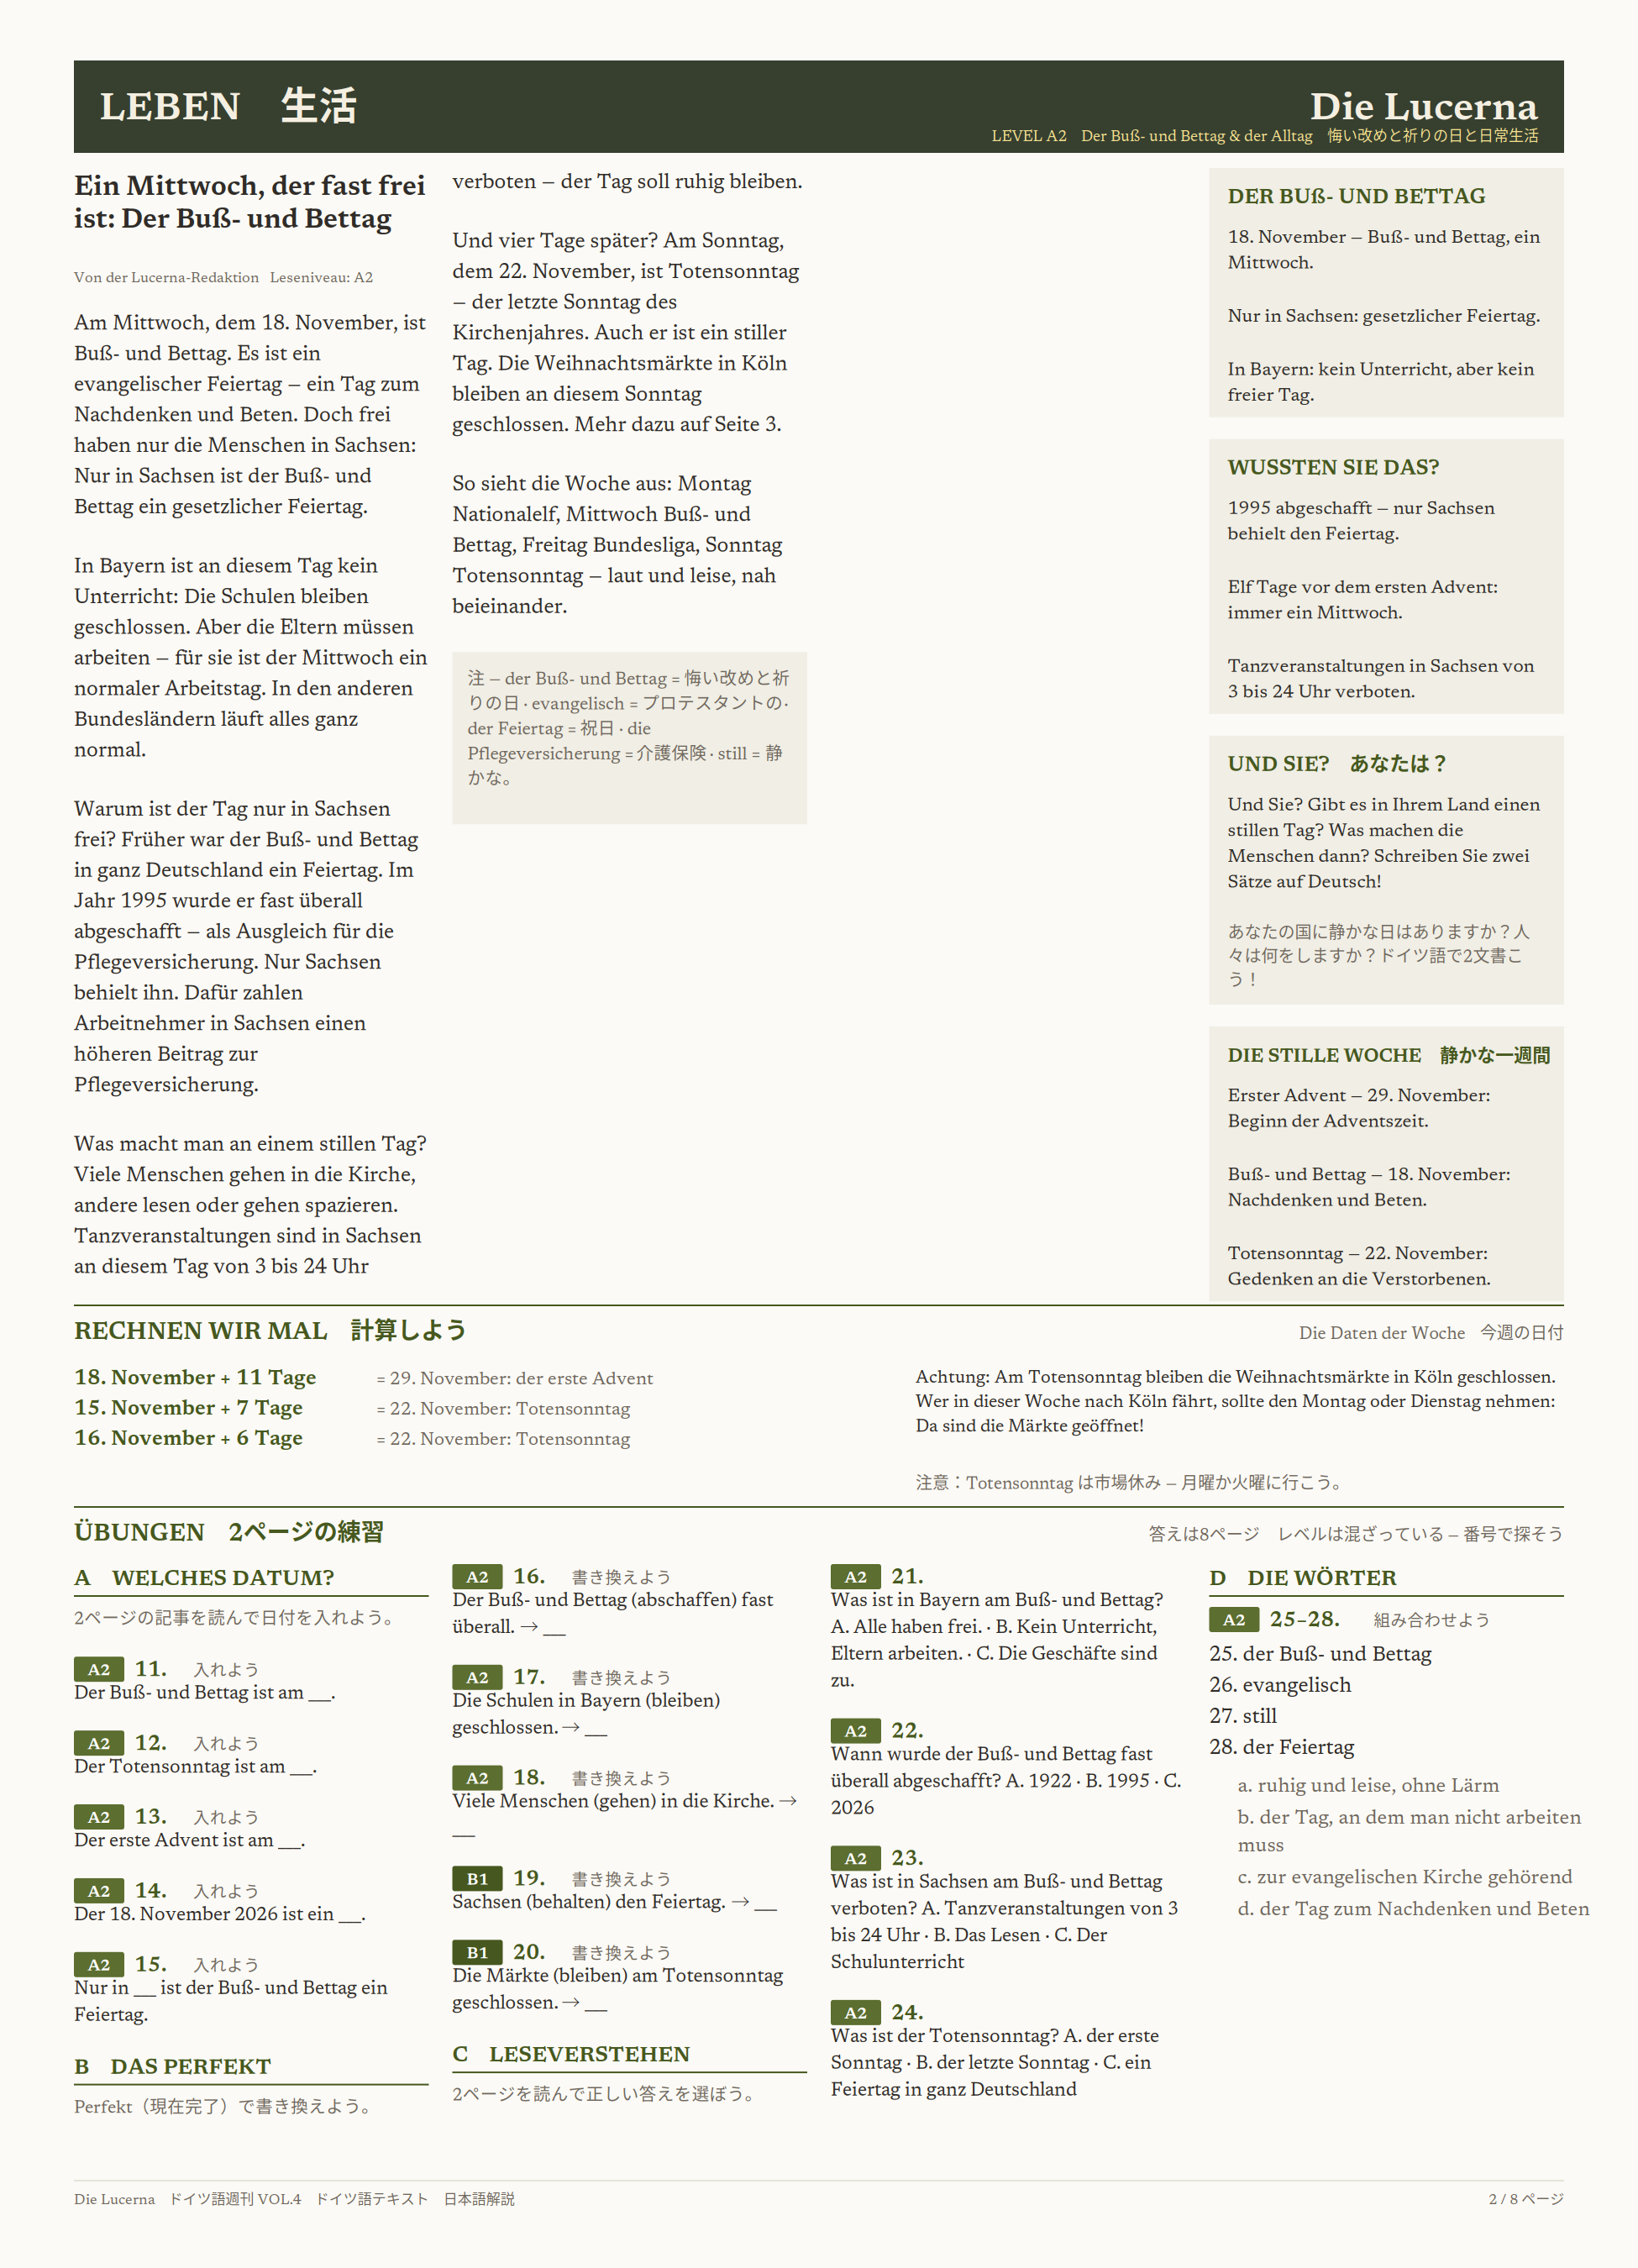 LEBEN 生活
Die Lucerna
LEVEL A2 Der Buß- und Bettag & der Alltag 悔い改めと祈りの日と日常生活
Ein Mittwoch, der fast frei
ist: Der Buß- und Bettag
Von der Lucerna-Redaktion Leseniveau: A2
Am Mittwoch, dem 18. November, ist
Buß- und Bettag. Es ist ein
evangelischer Feiertag – ein Tag zum
Nachdenken und Beten. Doch frei
haben nur die Menschen in Sachsen:
Nur in Sachsen ist der Buß- und
Bettag ein gesetzlicher Feiertag.
In Bayern ist an diesem Tag kein
Unterricht: Die Schulen bleiben
geschlossen. Aber die Eltern müssen
arbeiten – für sie ist der Mittwoch ein
normaler Arbeitstag. In den anderen
Bundesländern läuft alles ganz
normal.
Warum ist der Tag nur in Sachsen
frei? Früher war der Buß- und Bettag
in ganz Deutschland ein Feiertag. Im
Jahr 1995 wurde er fast überall
abgeschafft – als Ausgleich für die
Pflegeversicherung. Nur Sachsen
behielt ihn. Dafür zahlen
Arbeitnehmer in Sachsen einen
höheren Beitrag zur
Pflegeversicherung.
Was macht man an einem stillen Tag?
Viele Menschen gehen in die Kirche,
andere lesen oder gehen spazieren.
Tanzveranstaltungen sind in Sachsen
an diesem Tag von 3 bis 24 Uhr
verboten – der Tag soll ruhig bleiben.
Und vier Tage später? Am Sonntag,
dem 22. November, ist Totensonntag
– der letzte Sonntag des
Kirchenjahres. Auch er ist ein stiller
Tag. Die Weihnachtsmärkte in Köln
bleiben an diesem Sonntag
geschlossen. Mehr dazu auf Seite 3.
So sieht die Woche aus: Montag
Nationalelf, Mittwoch Buß- und
Bettag, Freitag Bundesliga, Sonntag
Totensonntag – laut und leise, nah
beieinander.
注 – der Buß- und Bettag = 悔い改めと祈
りの日 · evangelisch = プロテスタントの·
der Feiertag = 祝日 · die
Pflegeversicherung = 介護保険 · still = 静
かな。
DER BUß- UND BETTAG
18. November – Buß- und Bettag, ein
Mittwoch.
Nur in Sachsen: gesetzlicher Feiertag.
In Bayern: kein Unterricht, aber kein
freier Tag.
WUSSTEN SIE DAS?
1995 abgeschafft – nur Sachsen
behielt den Feiertag.
Elf Tage vor dem ersten Advent:
immer ein Mittwoch.
Tanzveranstaltungen in Sachsen von
3 bis 24 Uhr verboten.
UND SIE? あなたは？
Und Sie? Gibt es in Ihrem Land einen
stillen Tag? Was machen die
Menschen dann? Schreiben Sie zwei
Sätze auf Deutsch!
あなたの国に静かな日はありますか？人
々は何をしますか？ドイツ語で2文書こ
う！
DIE STILLE WOCHE 静かな一週間
Erster Advent – 29. November:
Beginn der Adventszeit.
Buß- und Bettag – 18. November:
Nachdenken und Beten.
Totensonntag – 22. November:
Gedenken an die Verstorbenen.
RECHNEN WIR MAL 計算しよう
Die Daten der Woche 今週の日付
18. November + 11 Tage = 29. November: der erste Advent
15. November + 7 Tage = 22. November: Totensonntag
16. November + 6 Tage = 22. November: Totensonntag
Achtung: Am Totensonntag bleiben die Weihnachtsmärkte in Köln geschlossen.
Wer in dieser Woche nach Köln fährt, sollte den Montag oder Dienstag nehmen:
Da sind die Märkte geöffnet!
注意：Totensonntag は市場休み – 月曜か火曜に行こう。
ÜBUNGEN 2ページの練習
答えは8ページ レベルは混ざっている – 番号で探そう
A WELCHES DATUM?
2ページの記事を読んで日付を入れよう。
A2 11. 入れよう
Der Buß- und Bettag ist am __.
A2 12. 入れよう
Der Totensonntag ist am __.
A2 13. 入れよう
Der erste Advent ist am __.
A2 14. 入れよう
Der 18. November 2026 ist ein __.
A2 15. 入れよう
Nur in __ ist der Buß- und Bettag ein
Feiertag.
B DAS PERFEKT
Perfekt（現在完了）で書き換えよう。
A2 16. 書き換えよう
Der Buß- und Bettag (abschaffen) fast
überall. → __
A2 17. 書き換えよう
Die Schulen in Bayern (bleiben)
geschlossen. → __
A2 18. 書き換えよう
Viele Menschen (gehen) in die Kirche. →
__
B1 19. 書き換えよう
Sachsen (behalten) den Feiertag. → __
B1 20. 書き換えよう
Die Märkte (bleiben) am Totensonntag
geschlossen. → __
C LESEVERSTEHEN
2ページを読んで正しい答えを選ぼう。
A2 21.
Was ist in Bayern am Buß- und Bettag?
A. Alle haben frei. · B. Kein Unterricht,
Eltern arbeiten. · C. Die Geschäfte sind
zu.
A2 22.
Wann wurde der Buß- und Bettag fast
überall abgeschafft? A. 1922 · B. 1995 · C.
2026
A2 23.
Was ist in Sachsen am Buß- und Bettag
verboten? A. Tanzveranstaltungen von 3
bis 24 Uhr · B. Das Lesen · C. Der
Schulunterricht
A2 24.
Was ist der Totensonntag? A. der erste
Sonntag · B. der letzte Sonntag · C. ein
Feiertag in ganz Deutschland
D DIE WÖRTER
A2 25–28. 組み合わせよう
25. der Buß- und Bettag
26. evangelisch
27. still
28. der Feiertag
a. ruhig und leise, ohne Lärm
b. der Tag, an dem man nicht arbeiten
muss
c. zur evangelischen Kirche gehörend
d. der Tag zum Nachdenken und Beten
Die Lucerna ドイツ語週刊 VOL.4 ドイツ語テキスト 日本語解説
2 / 8 ページ